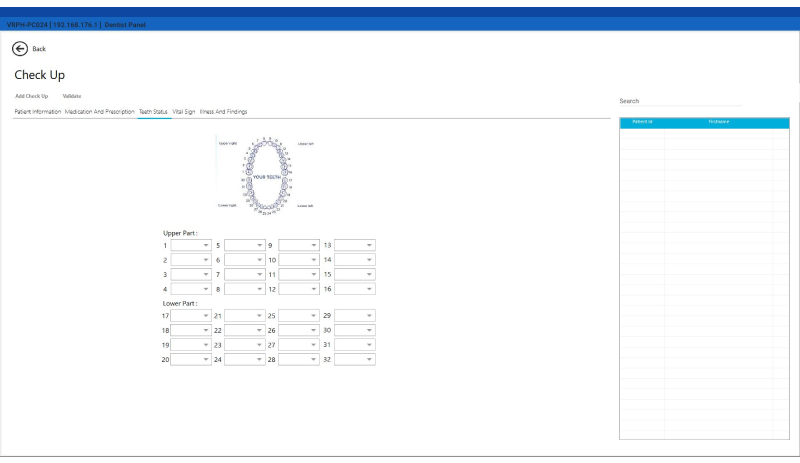 VRPH-PC024 | 192.168.176.1 | Dentist Panel
Back
Check Up
Add Check Up Validate
Patient Information Medication And Prescription Teeth Status Vital Sign Illness And Findings
Search
Patient Id Firstname
Upper right Upper left
YOUR TEETH
Lower right Lower left
Upper Part :
1 5 9 13
2 6 10 14
3 7 11 15
4 8 12 16
Lower Part :
17 21 25 29
18 22 26 30
19 23 27 31
20 24 28 32